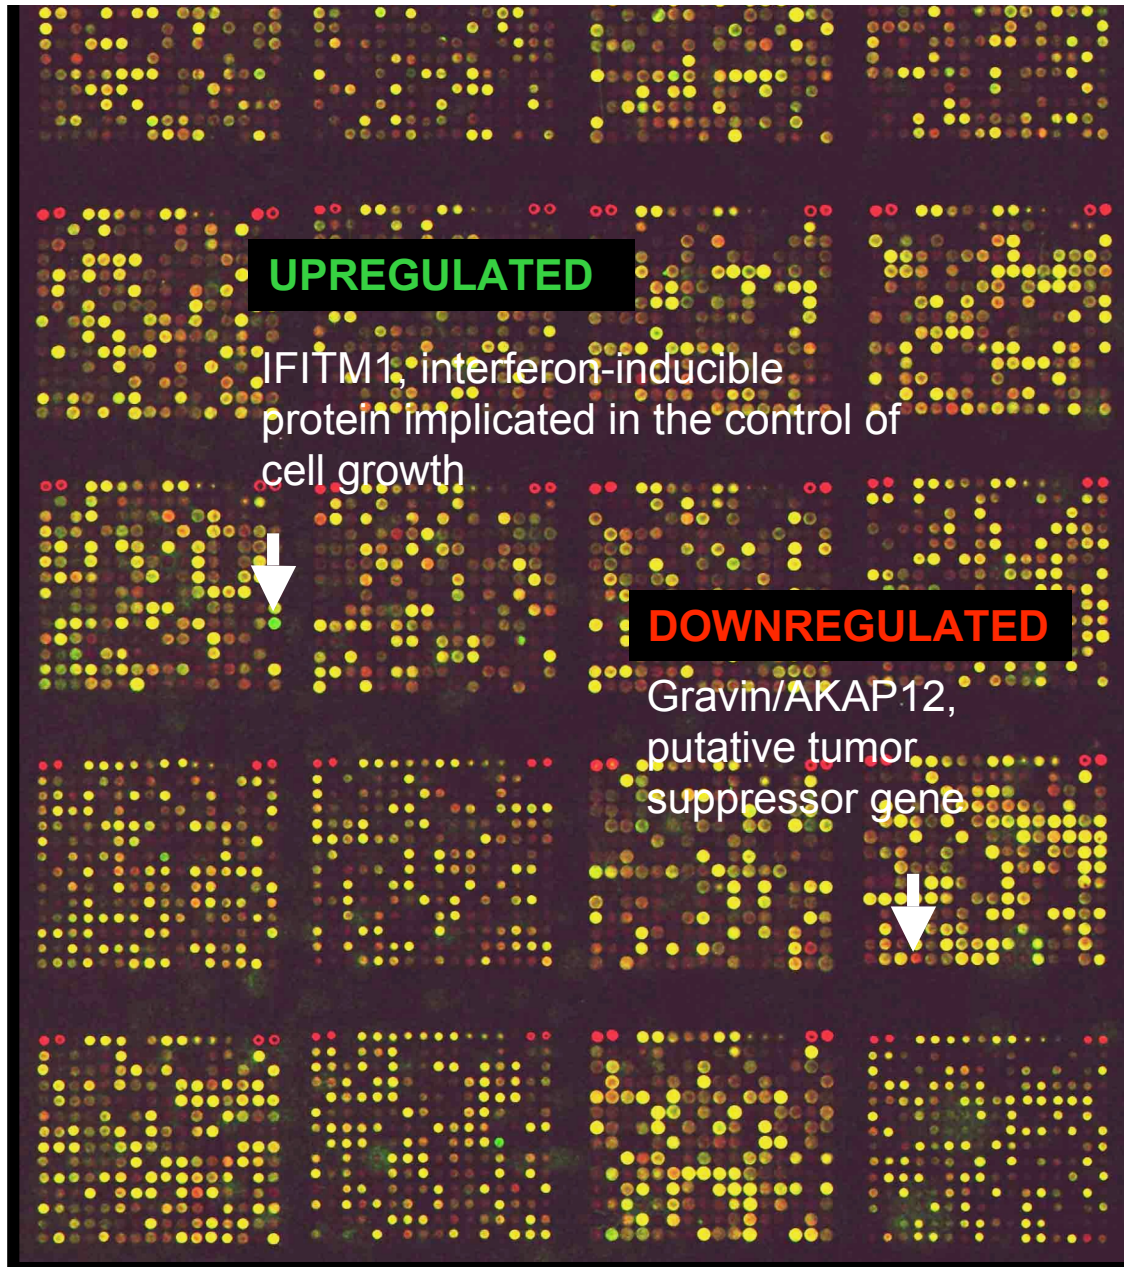 UPREGULATED
IFITM1, interferon-inducible
protein implicated in the control of
cell growth
DOWNREGULATED
Gravin/AKAP12,
putative tumor
suppressor gene